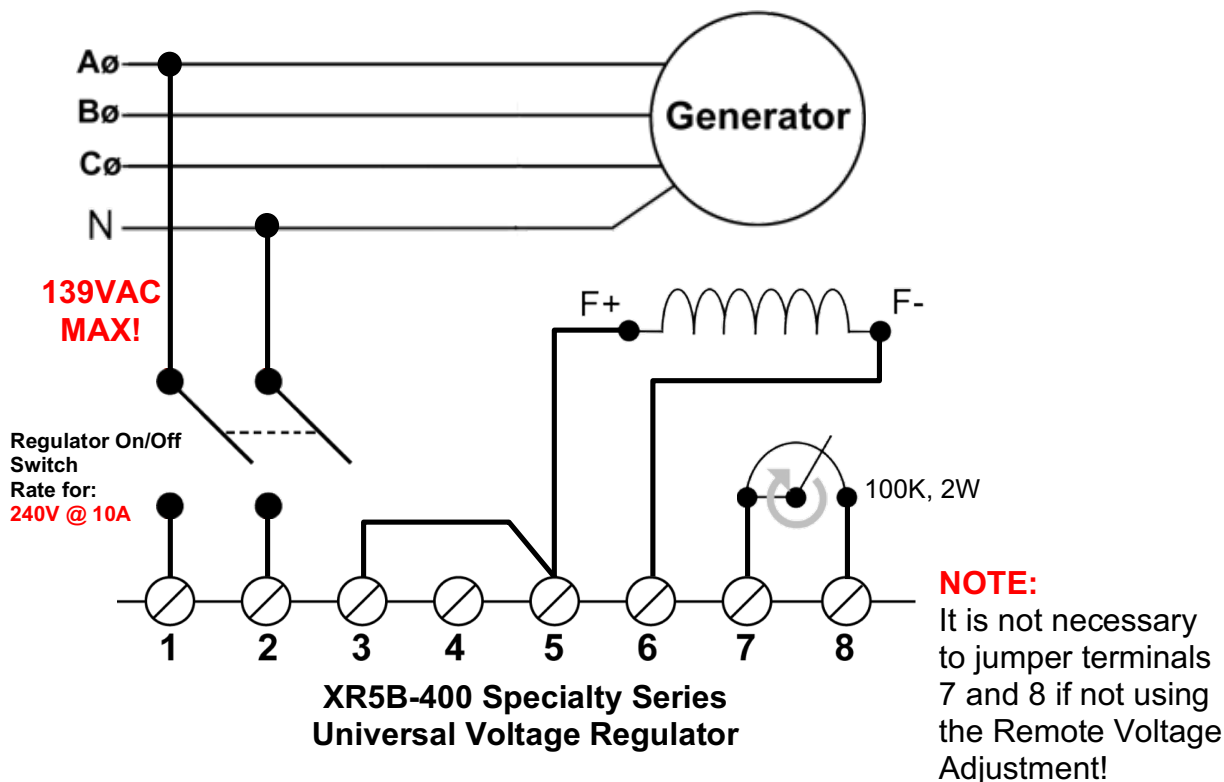 Aø
Bø
Generator
Cø
N
139VAC
MAX!
F+
F-
Regulator On/Off
Switch
Rate for:
240V @ 10A
100K, 2W
1 2 3 4 5 6 7 8
XR5B-400 Specialty Series
Universal Voltage Regulator
NOTE:
It is not necessary
to jumper terminals
7 and 8 if not using
the Remote Voltage
Adjustment!